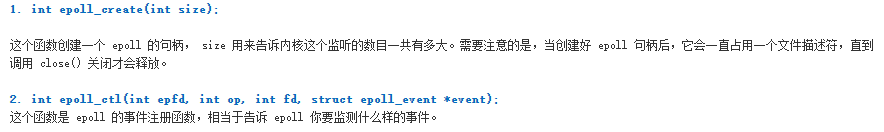 1. int epoll_create(int size);
这个函数创建一个 epoll 的句柄， size 用来告诉内核这个监听的数目一共有多大。需要注意的是，当创建好 epoll 句柄后，它会一直占用一个文件描述符，直到
调用 close() 关闭才会释放。
2. int epoll_ctl(int epfd, int op, int fd, struct epoll_event *event);
这个函数是 epoll 的事件注册函数，相当于告诉 epoll 你要监测什么样的事件。